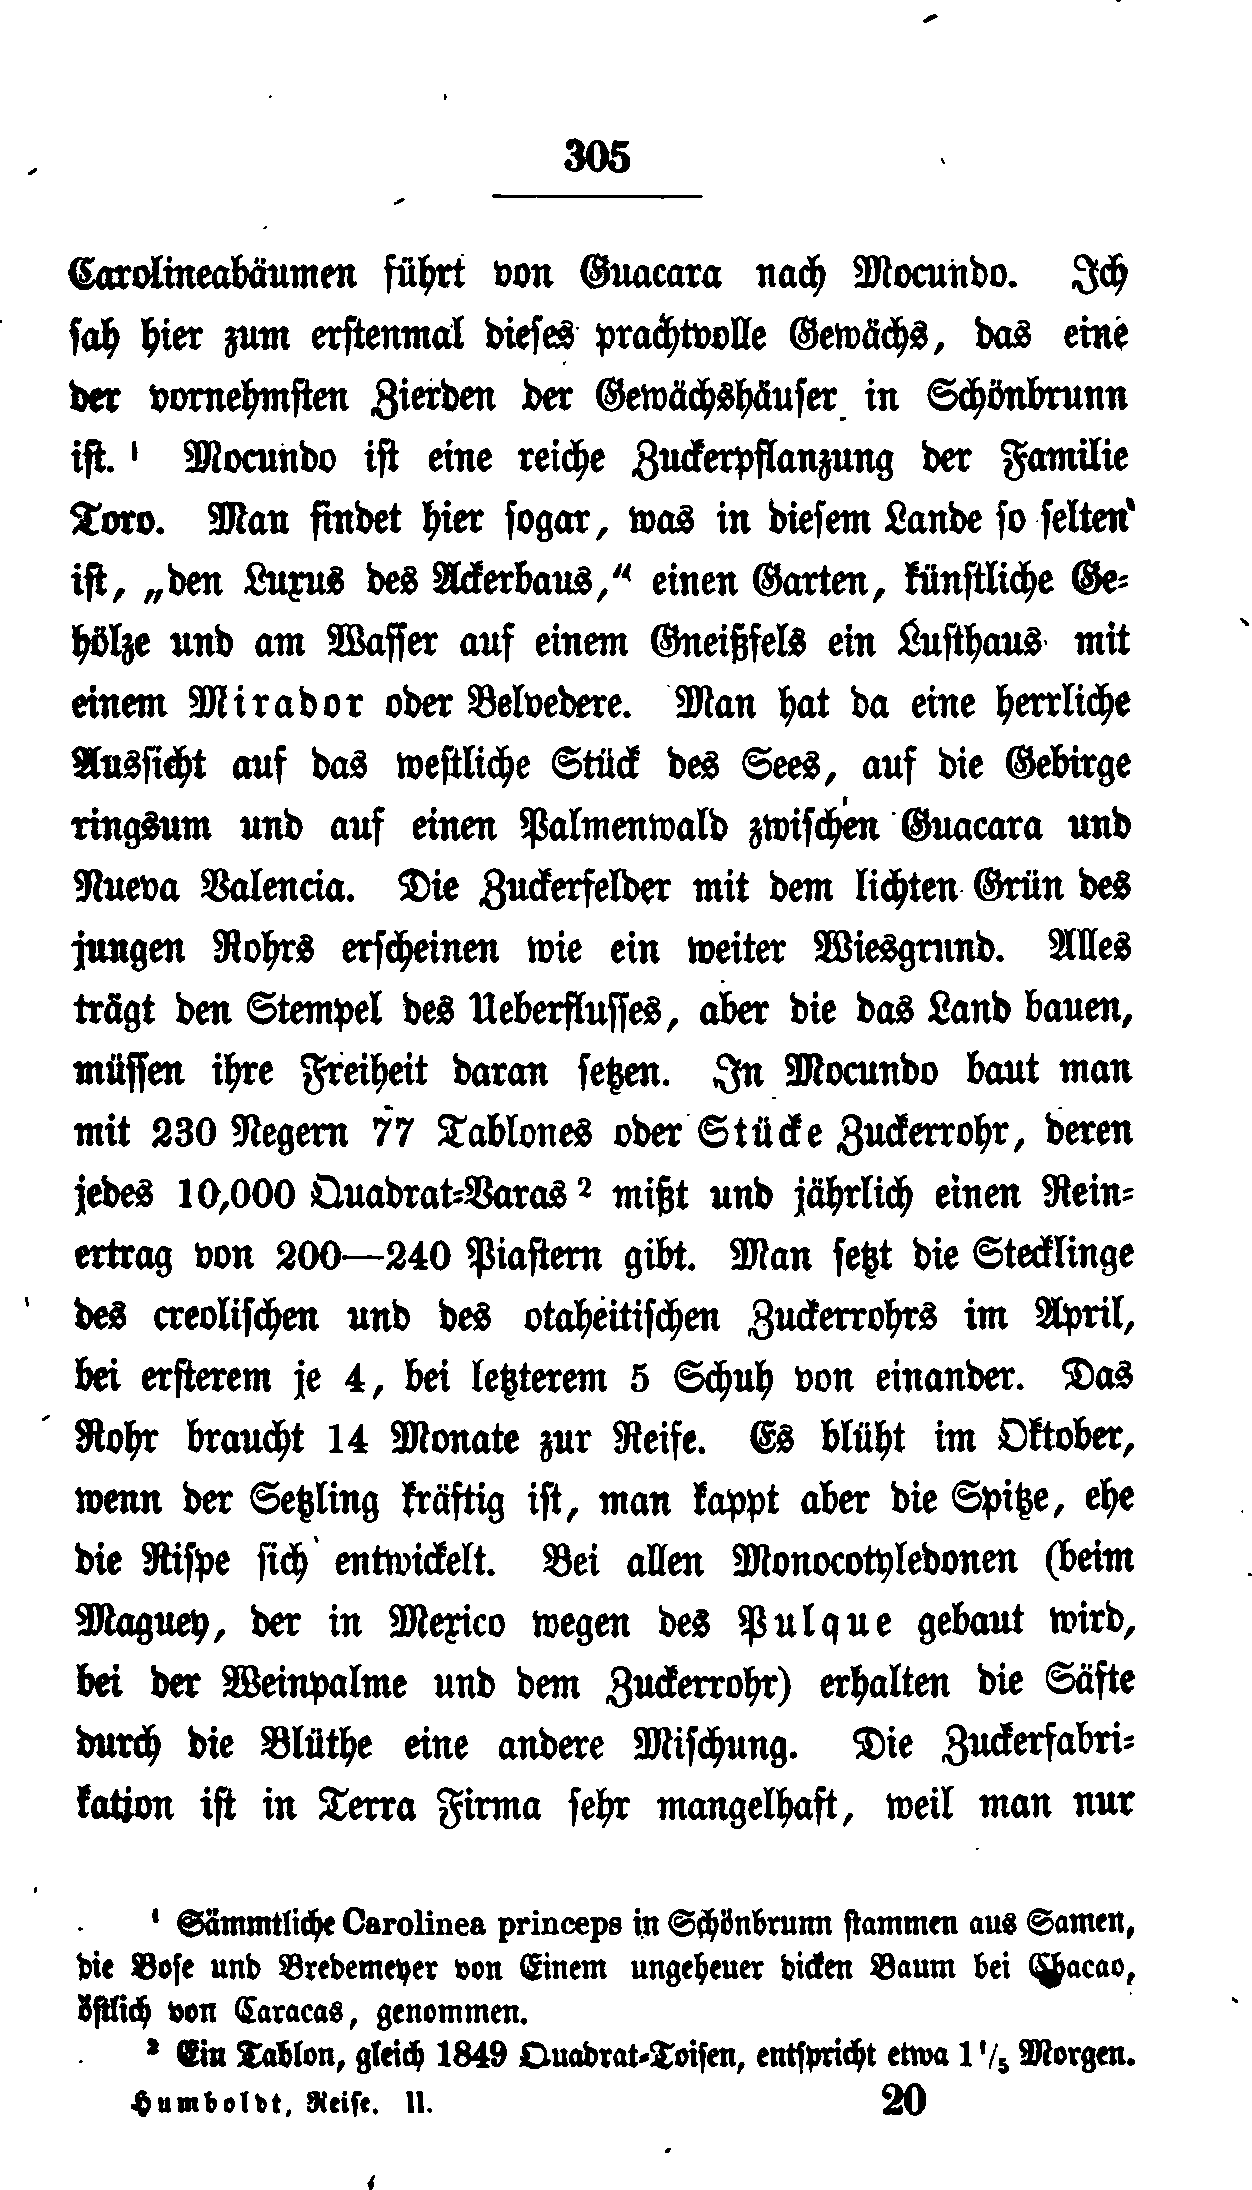 305
Carolineabäumen führt von Guacara nach Mocundo. Ich
sah hier zum erstenmal dieses prachtvolle Gewächs, das eine
der vornehmsten Zierden der Gewächshäuser in Schönbrunn
ist. ¹ Mocundo ist eine reiche Zuckerpflanzung der Familie
Toro. Man findet hier sogar, was in diesem Lande so selten
ist, „den Luxus des Ackerbaus,“ einen Garten, künstliche Ge-
hölze und am Wasser auf einem Gneißfels ein Lusthaus mit
einem Mirador oder Belvedere. Man hat da eine herrliche
Aussicht auf das westliche Stück des Sees, auf die Gebirge
ringsum und auf einen Palmenwald zwischen Guacara und
Nueva Valencia. Die Zuckerfelder mit dem lichten Grün des
jungen Rohrs erscheinen wie ein weiter Wiesgrund. Alles
trägt den Stempel des Ueberflusses, aber die das Land bauen,
müssen ihre Freiheit daran setzen. In Mocundo baut man
mit 230 Negern 77 Tablones oder Stücke Zuckerrohr, deren
jedes 10,000 Quadrat-Varas ² mißt und jährlich einen Rein-
ertrag von 200—240 Piastern gibt. Man setzt die Stecklinge
des creolischen und des otaheitischen Zuckerrohrs im April,
bei ersterem je 4, bei letzterem 5 Schuh von einander. Das
Rohr braucht 14 Monate zur Reife. Es blüht im Oktober,
wenn der Setzling kräftig ist, man kappt aber die Spitze, ehe
die Rispe sich entwickelt. Bei allen Monocotyledonen (beim
Maguey, der in Mexico wegen des Pulque gebaut wird,
bei der Weinpalme und dem Zuckerrohr) erhalten die Säfte
durch die Blüthe eine andere Mischung. Die Zuckerfabri-
kation ist in Terra Firma sehr mangelhaft, weil man nur
¹ Sämmtliche Carolinea princeps in Schönbrunn stammen aus Samen,
die Bose und Bredemeyer von Einem ungeheuer dicken Baum bei Chacao,
östlich von Caracas, genommen.
² Ein Tablon, gleich 1849 Quadrat-Toisen, entspricht etwa 1 1/5 Morgen.
Humboldt, Reise. II. 20